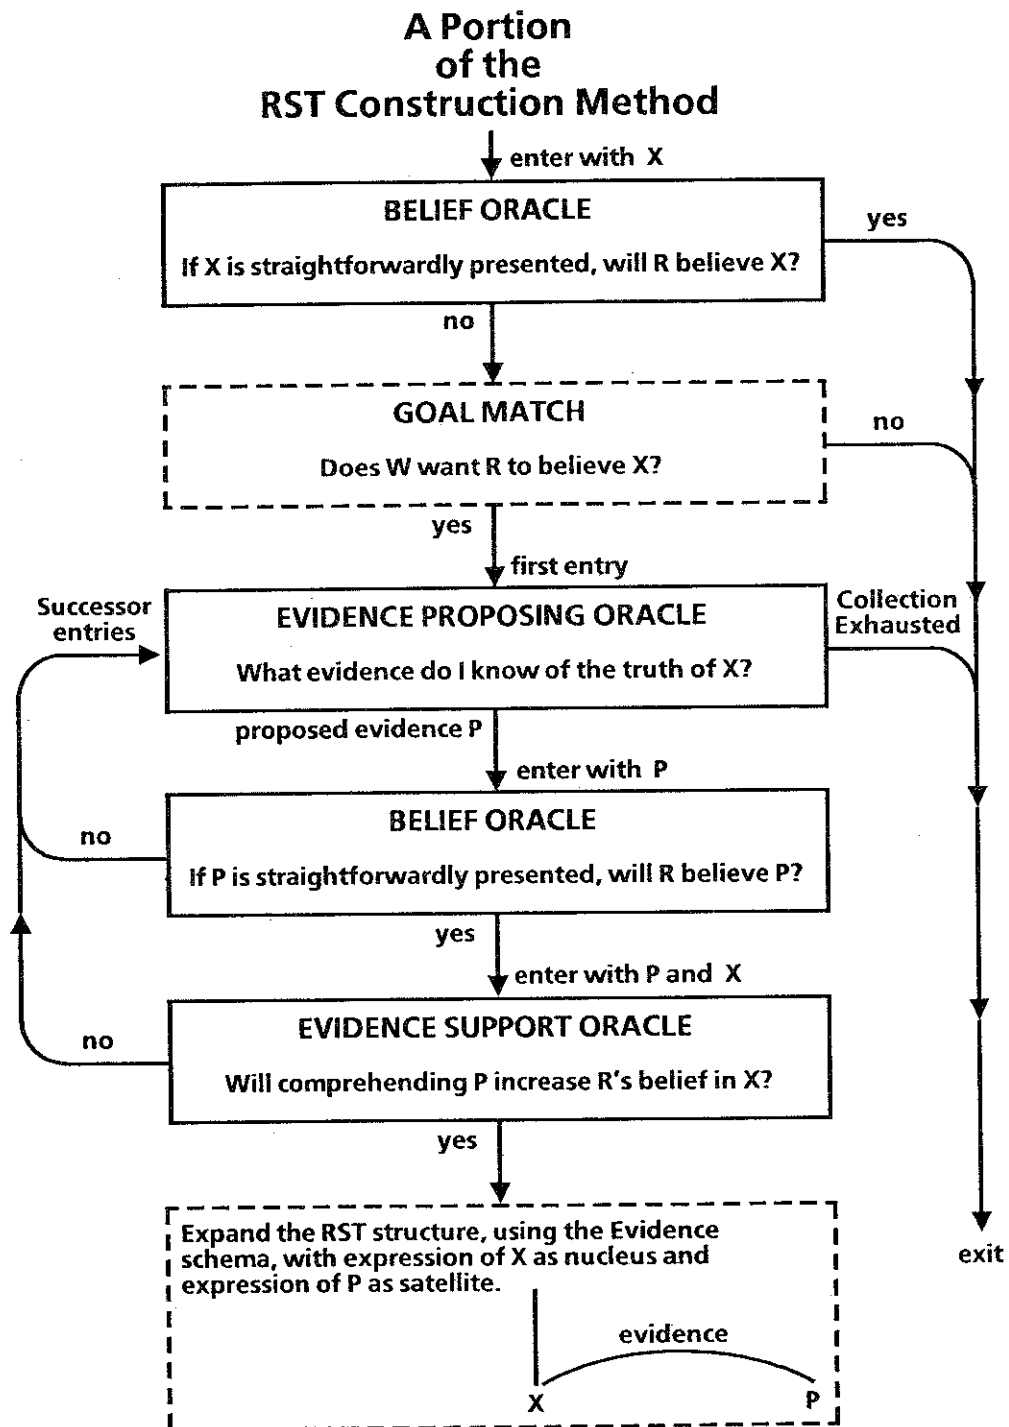 A Portion
of the
RST Construction Method
enter with X
BELIEF ORACLE
yes
If X is straightforwardly presented, will R believe X?
no
GOAL MATCH
no
Does W want R to believe X?
yes
first entry
Successor
entries
EVIDENCE PROPOSING ORACLE
Collection
Exhausted
What evidence do I know of the truth of X?
proposed evidence P
enter with P
BELIEF ORACLE
no
If P is straightforwardly presented, will R believe P?
yes
enter with P and X
EVIDENCE SUPPORT ORACLE
no
Will comprehending P increase R's belief in X?
yes
Expand the RST structure, using the Evidence
schema, with expression of X as nucleus and
expression of P as satellite.
exit
evidence
X
P